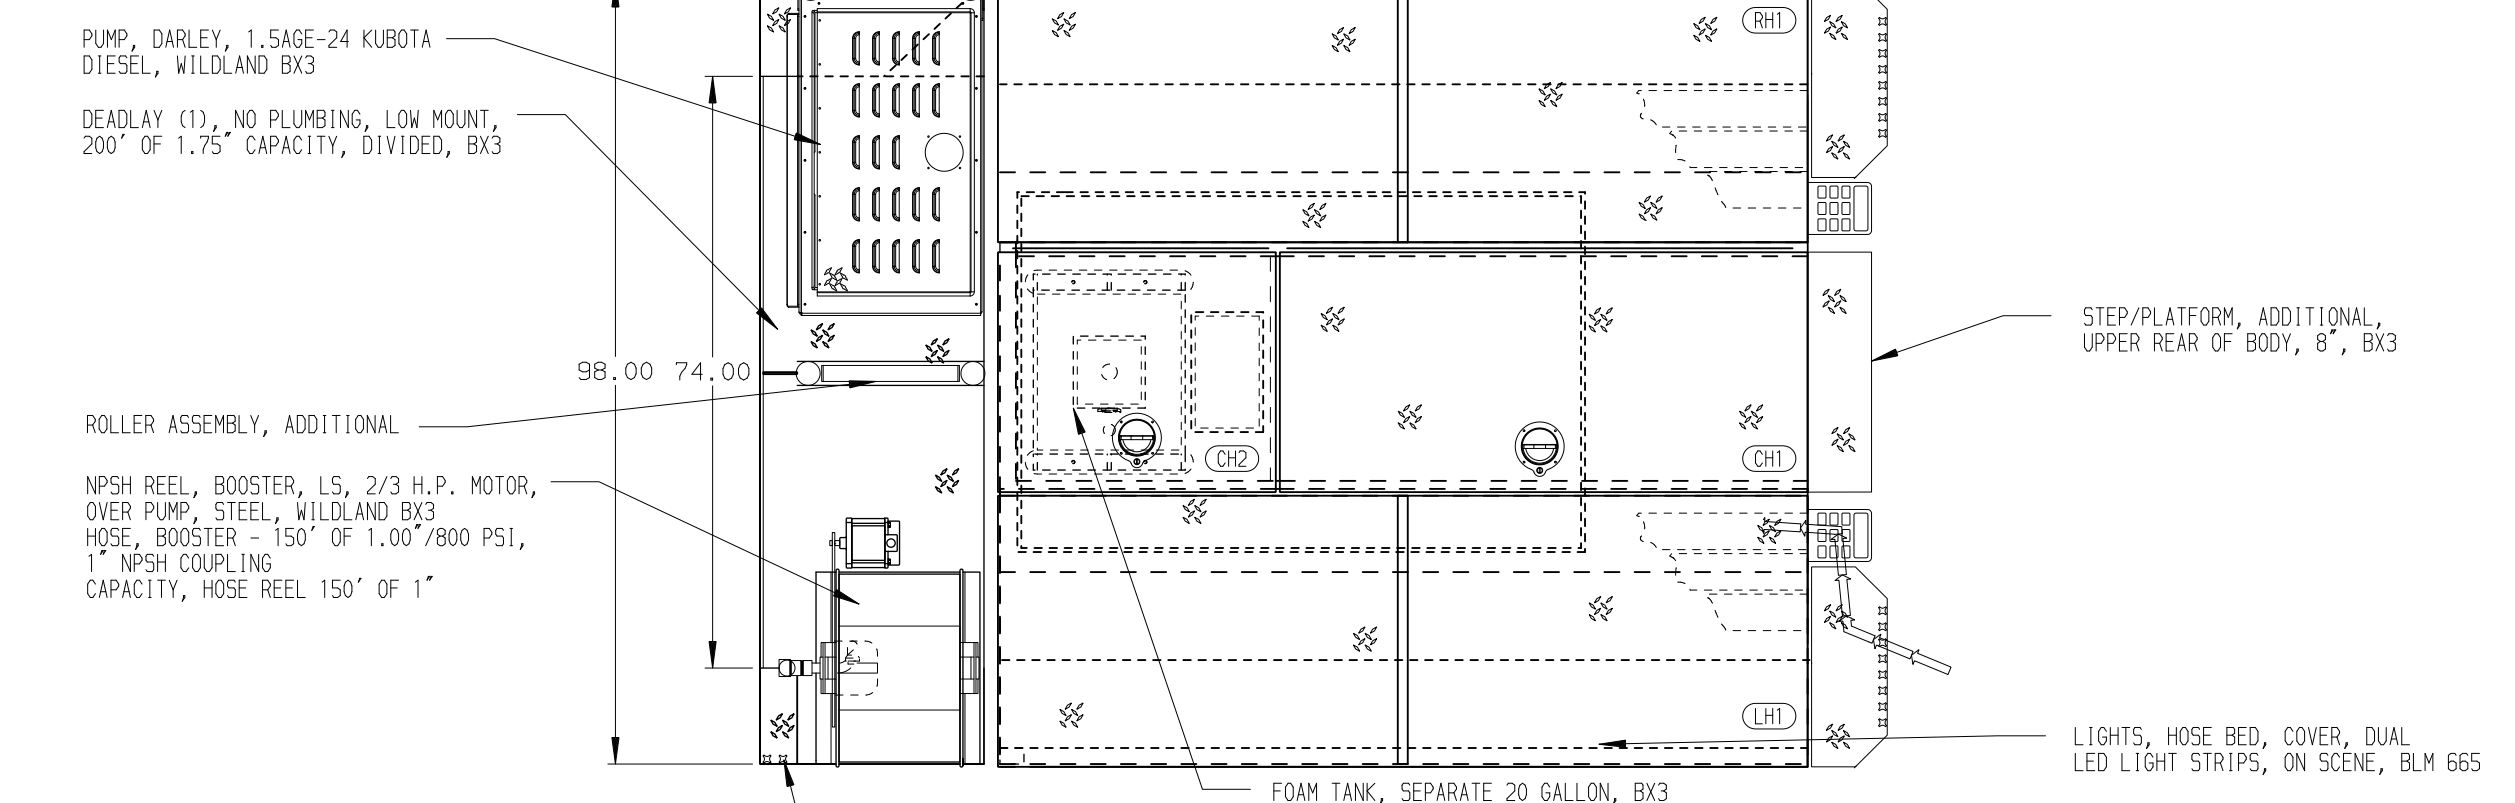 PUMP, DARLEY, 1.5AGE-24 KUBOTA
DIESEL, WILDLAND BX3
DEADLAY (1), NO PLUMBING, LOW MOUNT,
200' OF 1.75" CAPACITY, DIVIDED, BX3
98.00
74.00
ROLLER ASSEMBLY, ADDITIONAL
NPSH REEL, BOOSTER, LS, 2/3 H.P. MOTOR,
OVER PUMP, STEEL, WILDLAND BX3
HOSE, BOOSTER - 150' OF 1.00"/800 PSI,
1" NPSH COUPLING
CAPACITY, HOSE REEL 150' OF 1"
RH1
CH2
CH1
LH1
STEP/PLATFORM, ADDITIONAL,
UPPER REAR OF BODY, 8", BX3
LIGHTS, HOSE BED, COVER, DUAL
LED LIGHT STRIPS, ON SCENE, BLM 665
FOAM TANK, SEPARATE 20 GALLON, BX3